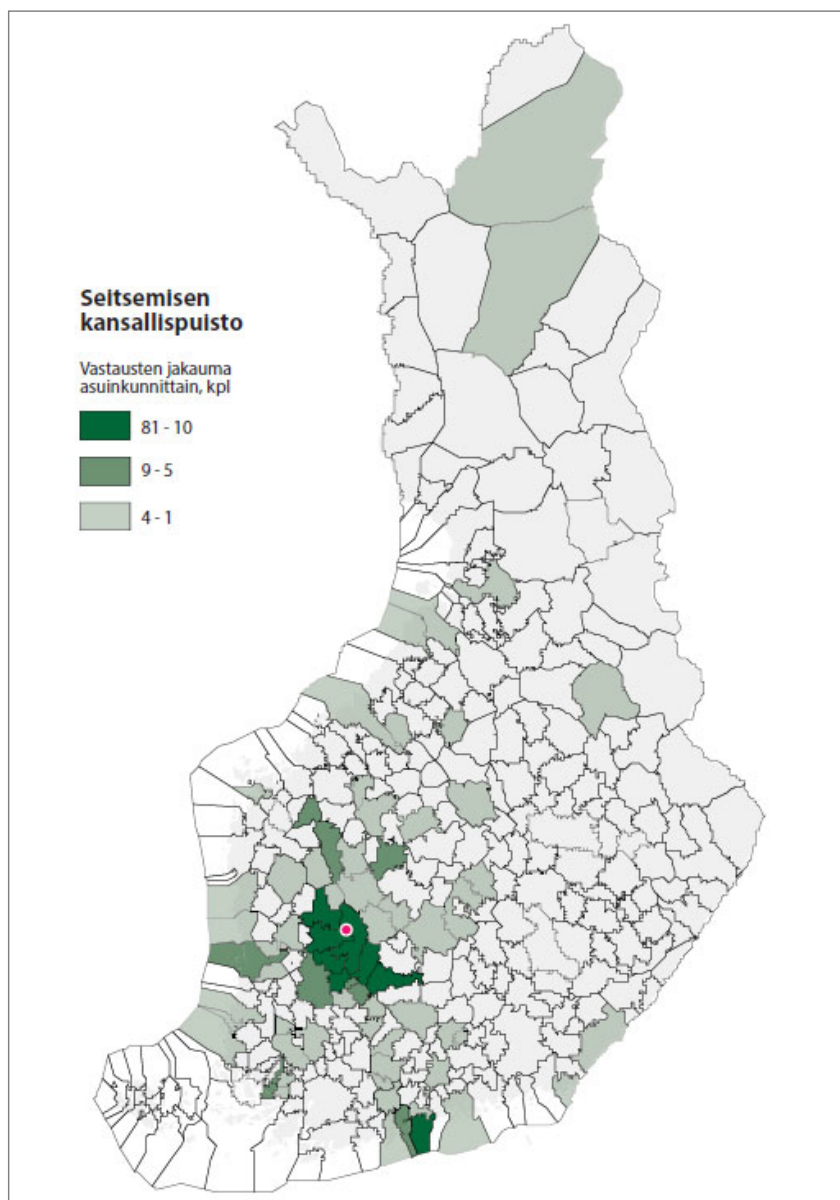 Seitsemisen
kansallispuisto
Vastausten jakauma
asuinkunnittain, kpl
81 - 10
9 - 5
4 - 1